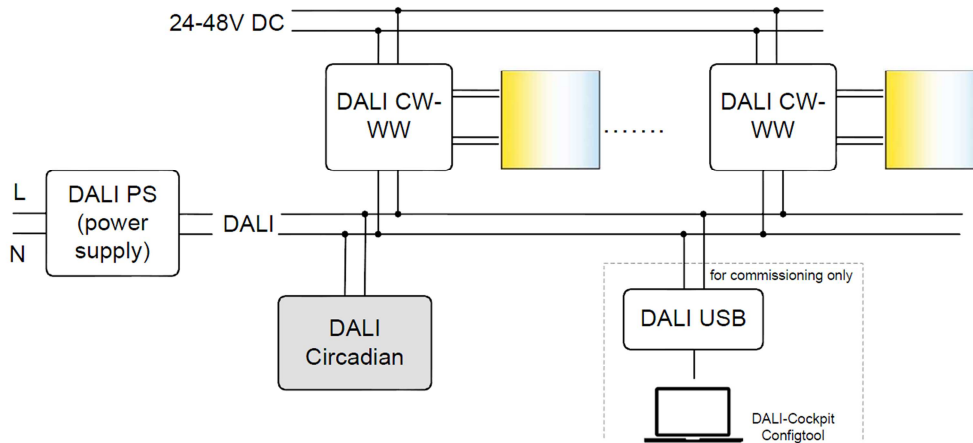 24-48V DC
DALI CW-
WW
.......
DALI CW-
WW
L
N
DALI PS
(power
supply)
DALI
for commissioning only
DALI
Circadian
DALI USB
DALI-Cockpit
Configtool